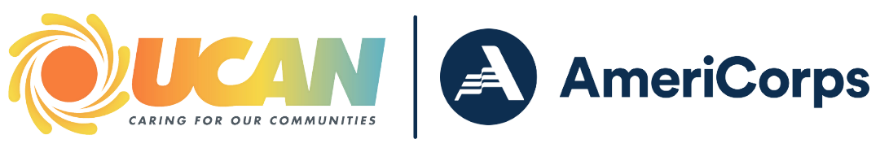 UCAN
CARING FOR OUR COMMUNITIES
AmeriCorps